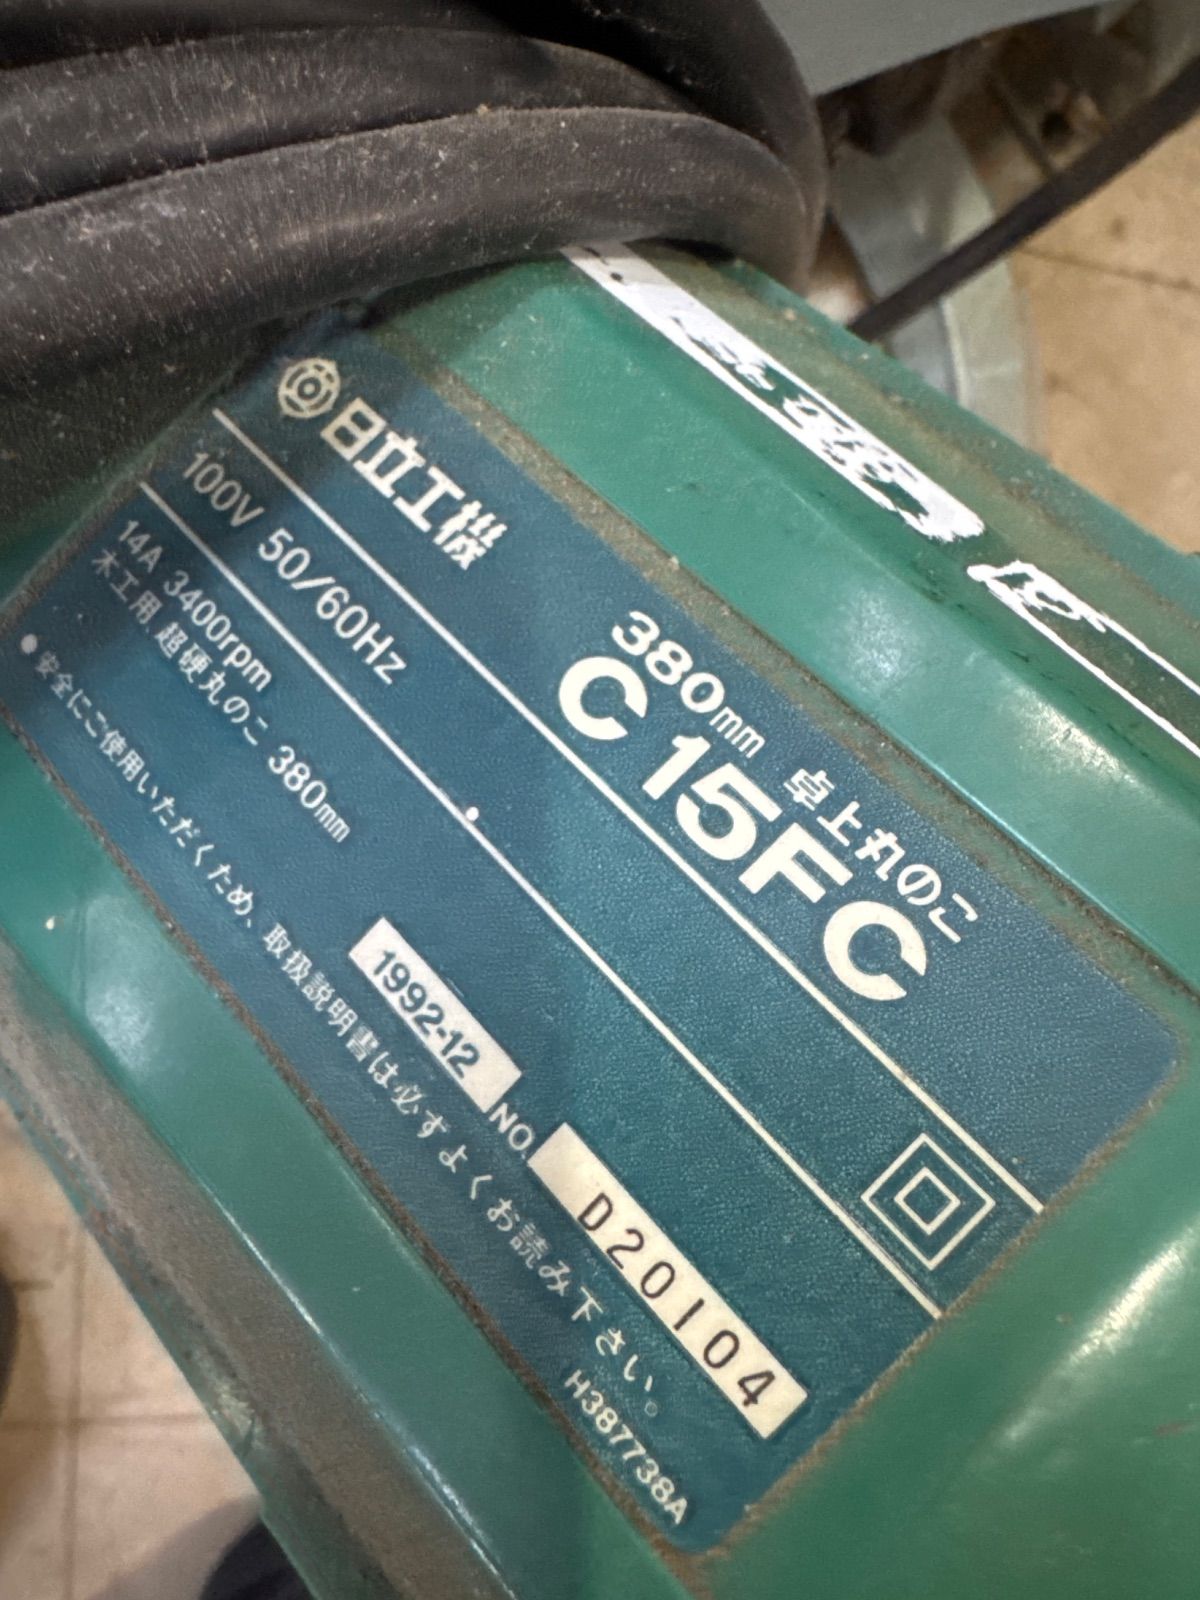 日立工機
380mm 卓上丸のこ
C15FC
100V 50/60Hz
14A 3400rpm
木工用 超硬丸のこ 380mm
1992-12 NO. D20104
●安全にご使用いただくため、取扱説明書は必ずよくお読み下さい。
H387738A